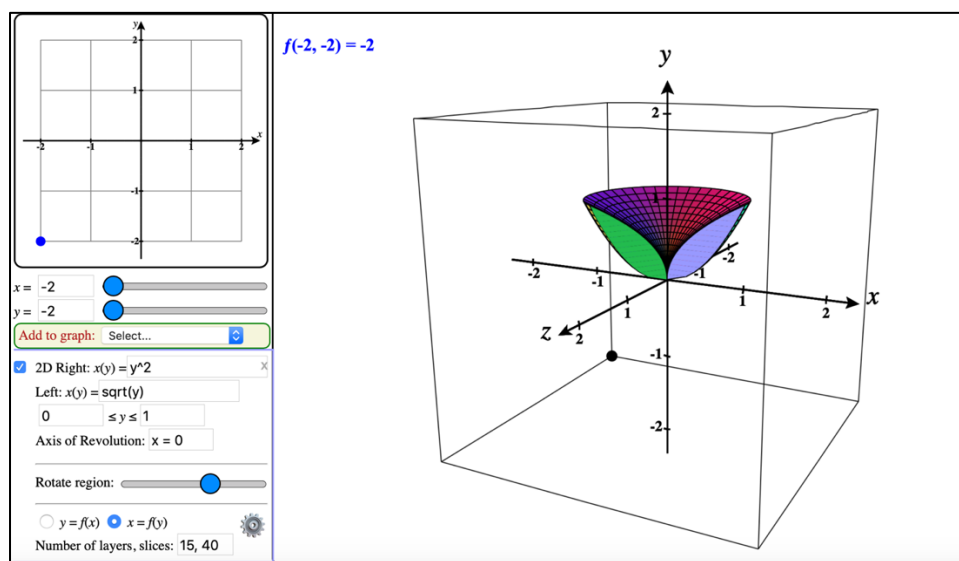 y
2
1
-2
-1
1
2
x
-1
-2
x = -2
y = -2
Add to graph: Select...
2D Right: x(y) = y^2 x
Left: x(y) = sqrt(y)
0 ≤ y ≤ 1
Axis of Revolution: x = 0
Rotate region:
y = f(x) x = f(y)
Number of layers, slices: 15, 40
f(-2, -2) = -2
y
2
1
-2
-1
-1
-2
1
2
x
1
z
2
-1
-2